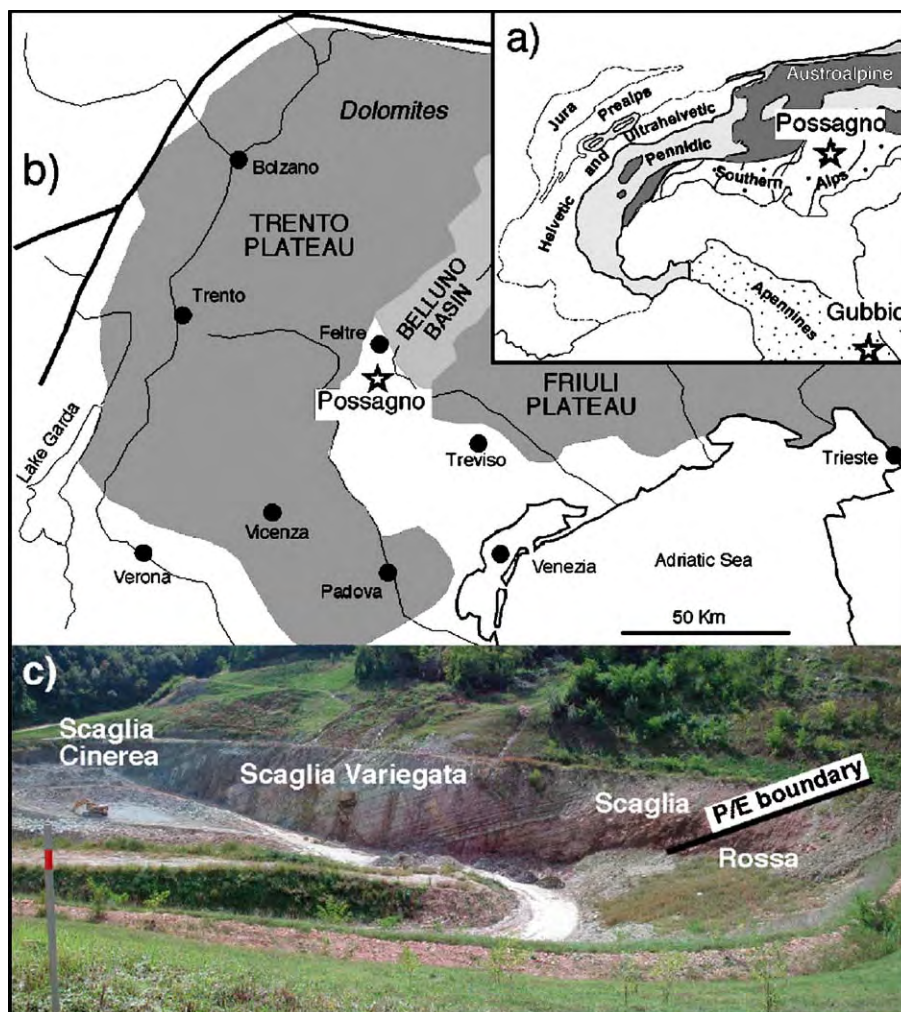 a)
Austroalpine
Jura
Prealps
and Ultrahelvetic
Helvetic
Pennidic
Possagno
Southern Alps
Apennines
Gubbio
b)
Dolomites
Bolzano
TRENTO
PLATEAU
Trento
BELLUNO
BASIN
Feltre
Possagno
FRIULI
PLATEAU
Lake Garda
Treviso
Trieste
Vicenza
Verona
Padova
Venezia
Adriatic Sea
50 Km
c)
Scaglia
Cinerea
Scaglia Variegata
Scaglia
P/E boundary
Rossa